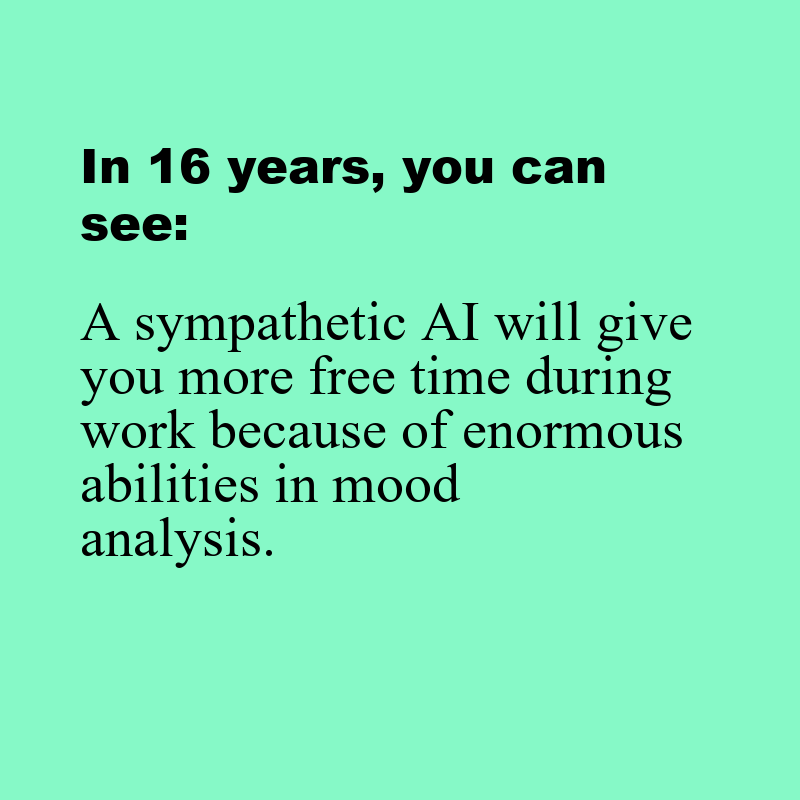 In 16 years, you can
see:
A sympathetic AI will give
you more free time during
work because of enormous
abilities in mood
analysis.